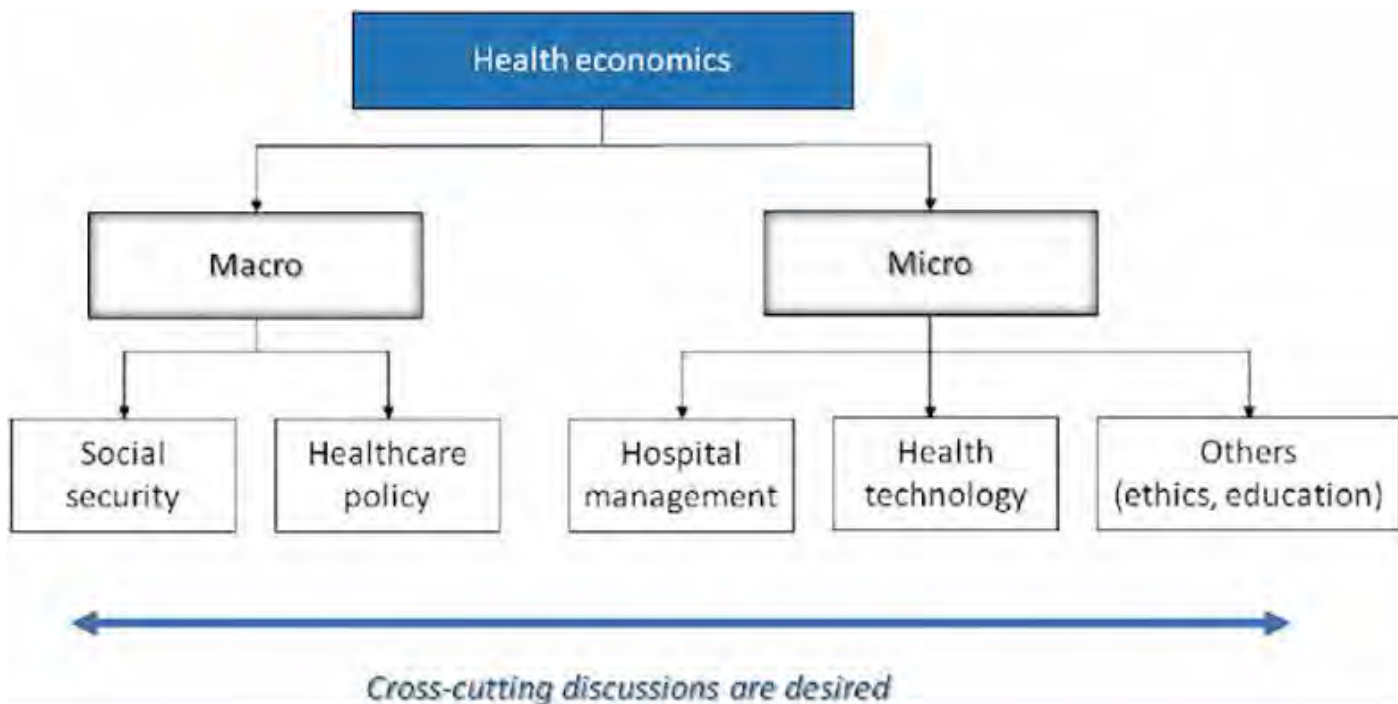 Health economics
Macro
Micro
Social
security
Healthcare
policy
Hospital
management
Health
technology
Others
(ethics, education)
Cross-cutting discussions are desired